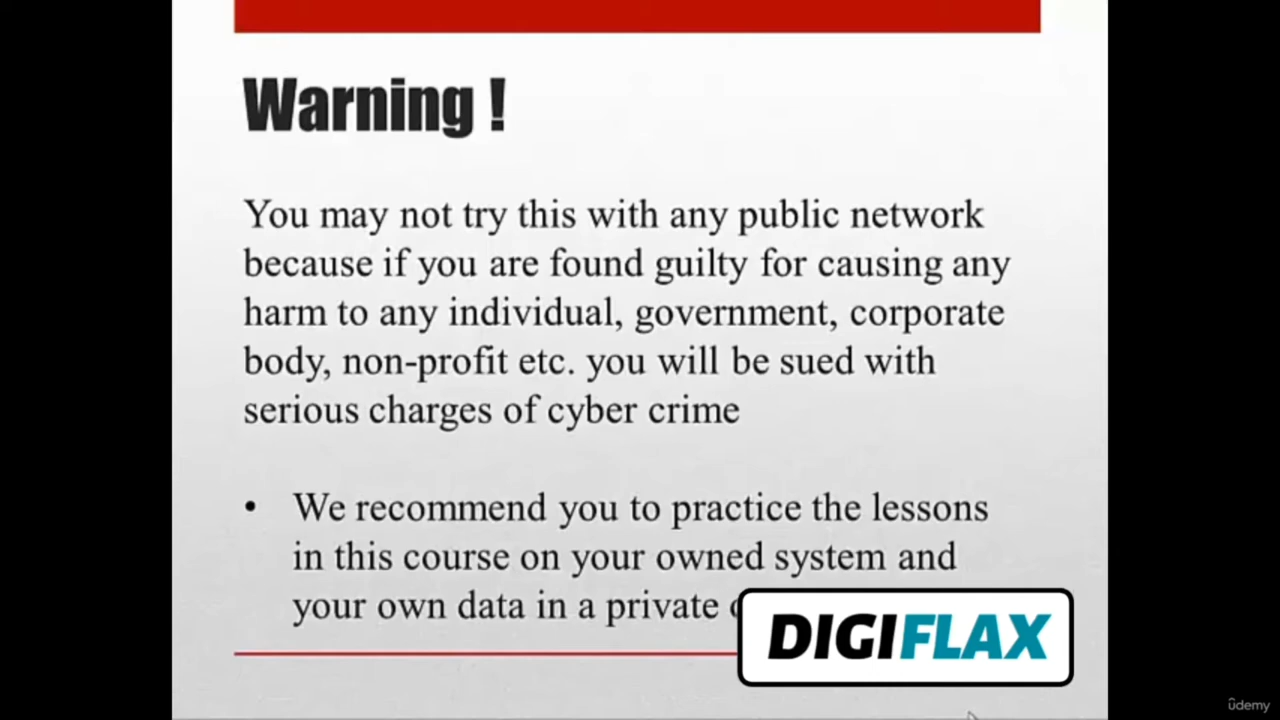 Warning !
You may not try this with any public network
because if you are found guilty for causing any
harm to any individual, government, corporate
body, non-profit etc. you will be sued with
serious charges of cyber crime
• We recommend you to practice the lessons
in this course on your owned system and
your own data in a private
DIGIFLAX
ûdemy